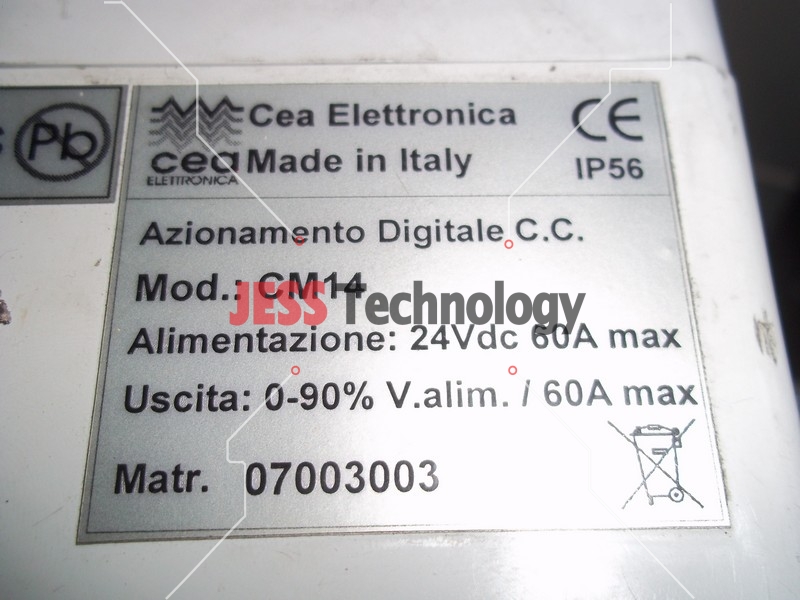 Pb
Cea Elettronica
cea
ELETTRONICA
Made in Italy
CE
IP56
Azionamento Digitale C.C.
Mod.: CM14
JESS Technology
Alimentazione: 24Vdc 60A max
Uscita: 0-90% V.alim. / 60A max
Matr. 07003003